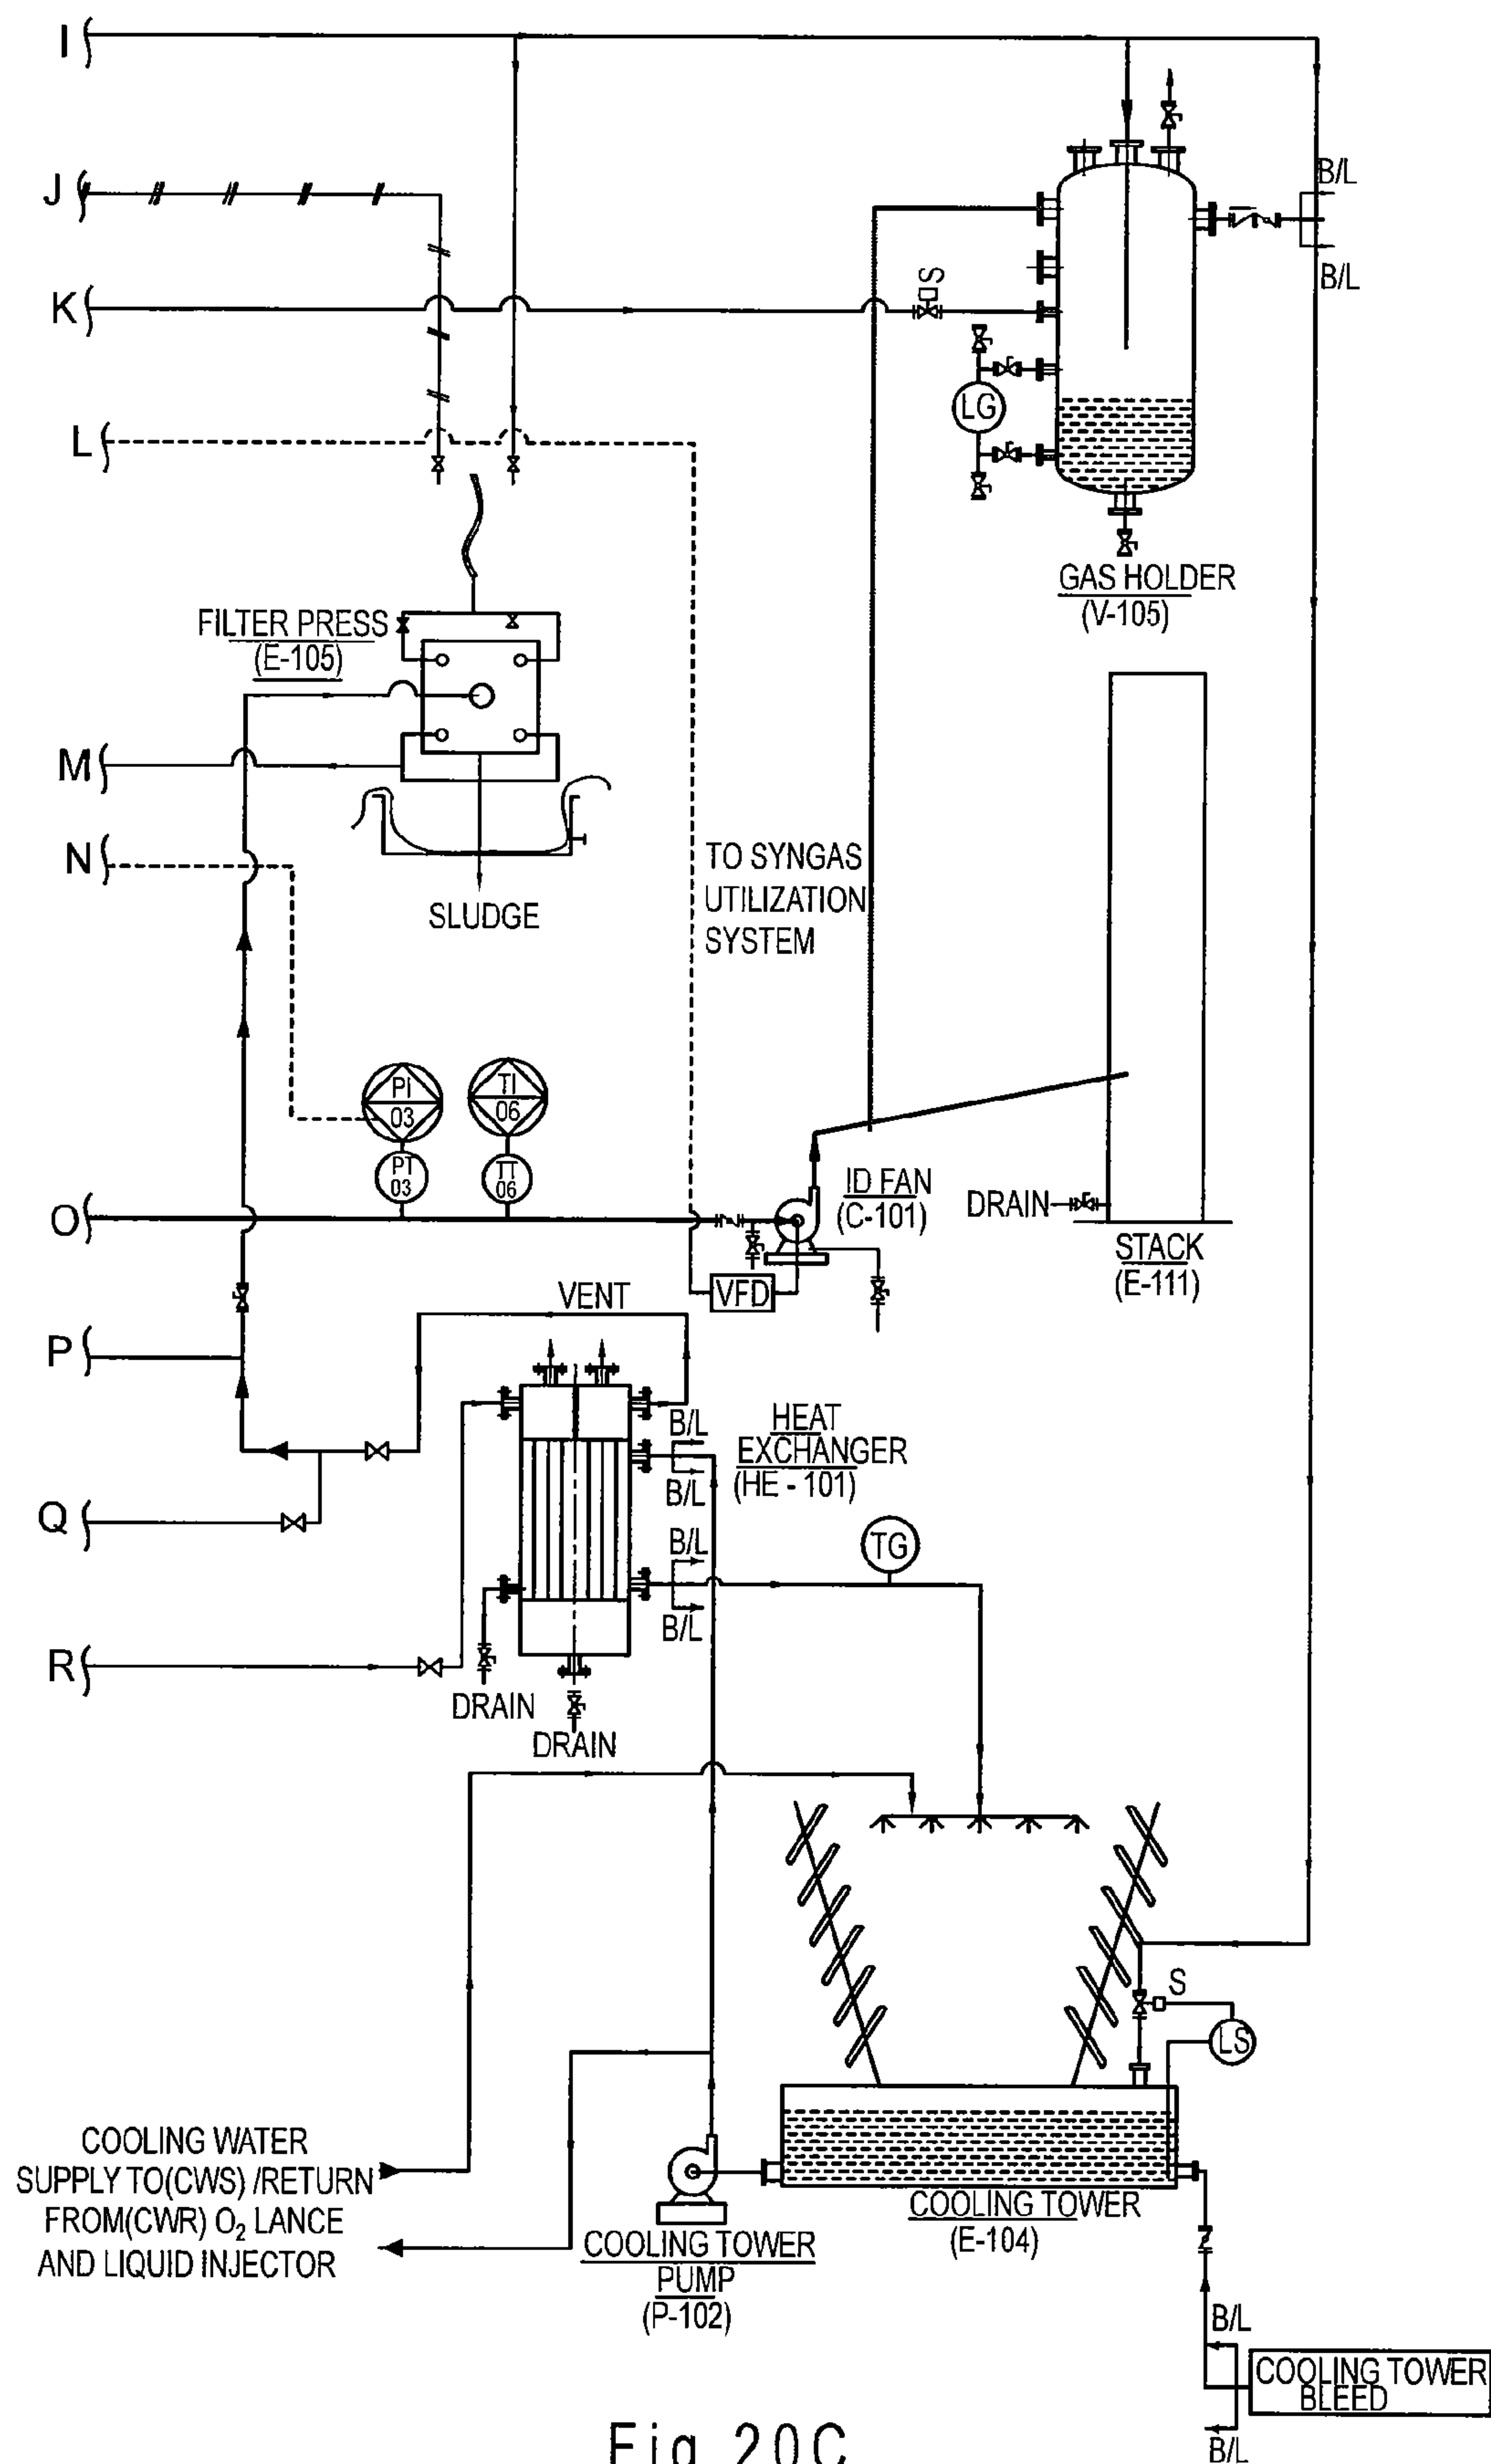 I
B/L
J
S
K
B/L
LG
L
GAS HOLDER
(V-105)
FILTER PRESS
(E-105)
M
N
TO SYNGAS
UTILIZATION
SYSTEM
SLUDGE
PI
03
TI
06
PT
03
TT
06
ID FAN
(C-101)
DRAIN
O
STACK
(E-111)
VFD
VENT
P
B/L
HEAT
EXCHANGER
(HE - 101)
B/L
Q
B/L
TG
B/L
R
DRAIN
DRAIN
S
LS
COOLING WATER
SUPPLY TO(CWS) /RETURN
FROM(CWR) O₂ LANCE
AND LIQUID INJECTOR
COOLING TOWER
(E-104)
COOLING TOWER
PUMP
(P-102)
B/L
COOLING TOWER
BLEED
B/L
Fig 20C